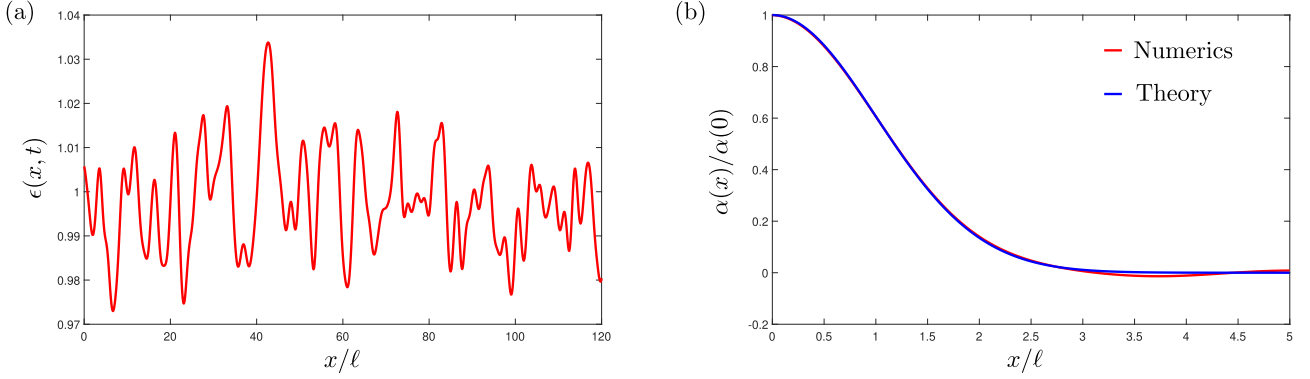 (a)
1.04
1.03
1.02
1.01
1
0.99
0.98
0.97
ϵ(x, t)
0 20 40 60 80 100 120
x/ℓ
(b)
1
0.8
0.6
0.4
0.2
0
-0.2
α(x)/α(0)
Numerics
Theory
0 0.5 1 1.5 2 2.5 3 3.5 4 4.5 5
x/ℓ